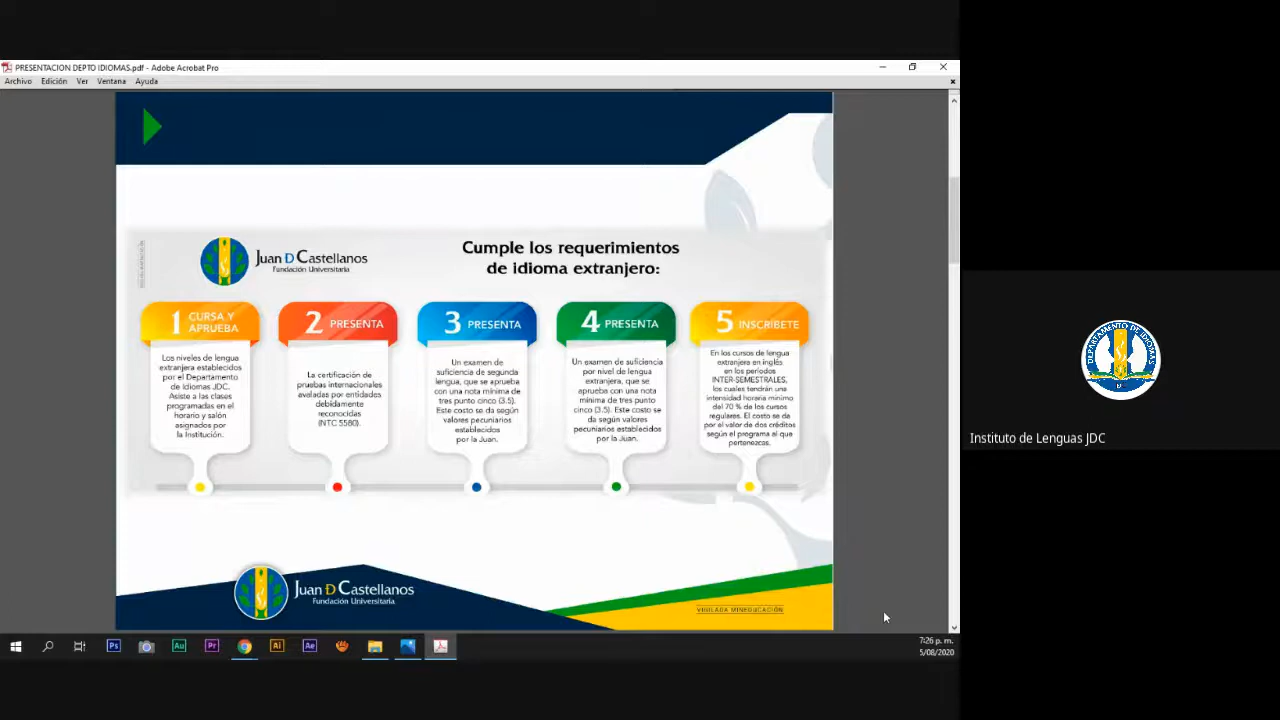 PRESENTACION DEPTO IDIOMAS.pdf - Adobe Acrobat Pro
Archivo Edición Ver Ventana Ayuda
Juan D Castellanos
Fundación Universitaria
Cumple los requerimientos
de idioma extranjero:
1 CURSA Y
APRUEBA
Los niveles de lengua
extranjera establecidos
por el Departamento
de Idiomas JDC.
Asiste a las clases
programadas en el
horario y salón
asignados por
la Institución.
2 PRESENTA
La certificación de
pruebas internacionales
avaladas por entidades
debidamente
reconocidas
(NTC 5580).
3 PRESENTA
Un examen de
suficiencia de segunda
lengua, que se aprueba
con una nota mínima de
tres punto cinco (3.5).
Este costo se da según
valores pecuniarios
establecidos
por la Juan.
4 PRESENTA
Un examen de suficiencia
por nivel de lengua
extranjera, que se
aprueba con una nota
mínima de tres punto
cinco (3.5). Este costo se
da según valores
pecuniarios establecidos
por la Juan.
5 INSCRIBETE
En los cursos de lengua
extranjera en inglés
en los períodos
INTER-SEMESTRALES,
los cuales tendrán una
intensidad horaria mínimo
del 70 % de los cursos
regulares. El costo se da
por el valor de dos créditos
según el programa al que
pertenezcas.
Juan D Castellanos
Fundación Universitaria
VIGILADA MINEDUCACIÓN
Ps Au Pr Ai Ae
7:26 p. m.
5/08/2020
DEPARTAMENTO DE IDIOMAS
Instituto de Lenguas JDC